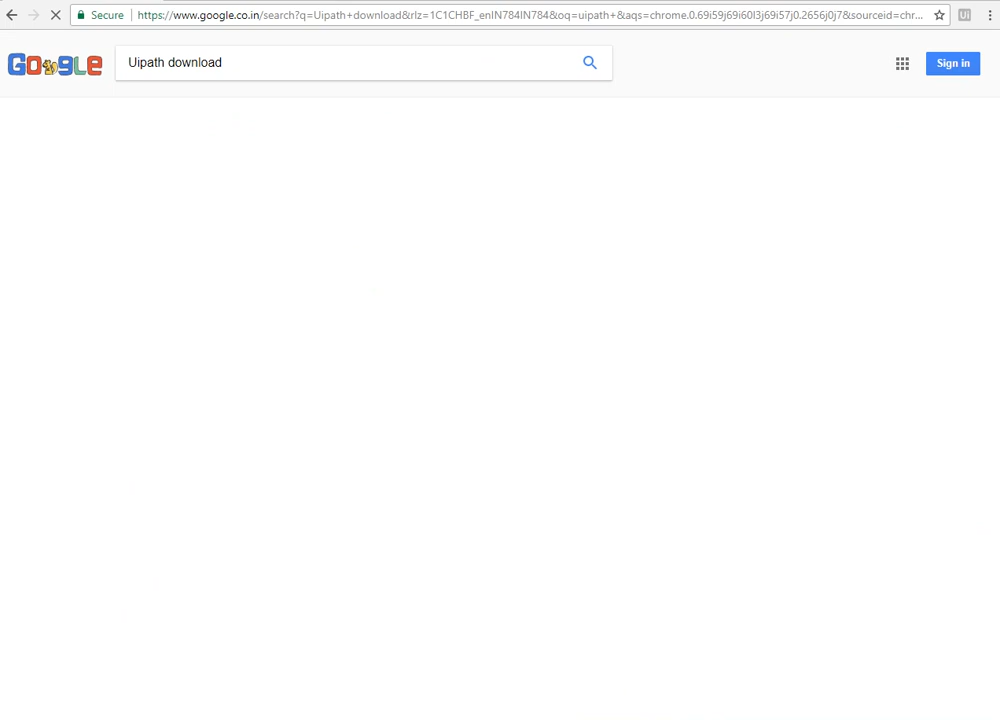 Secure https://www.google.co.in/search?q=Uipath+download&rlz=1C1CHBF_enIN784IN784&oq=uipath+&aqs=chrome.0.69i59j69i60l3j69i57j0.2656j0j7&sourceid=chr...
Google Uipath download Sign in